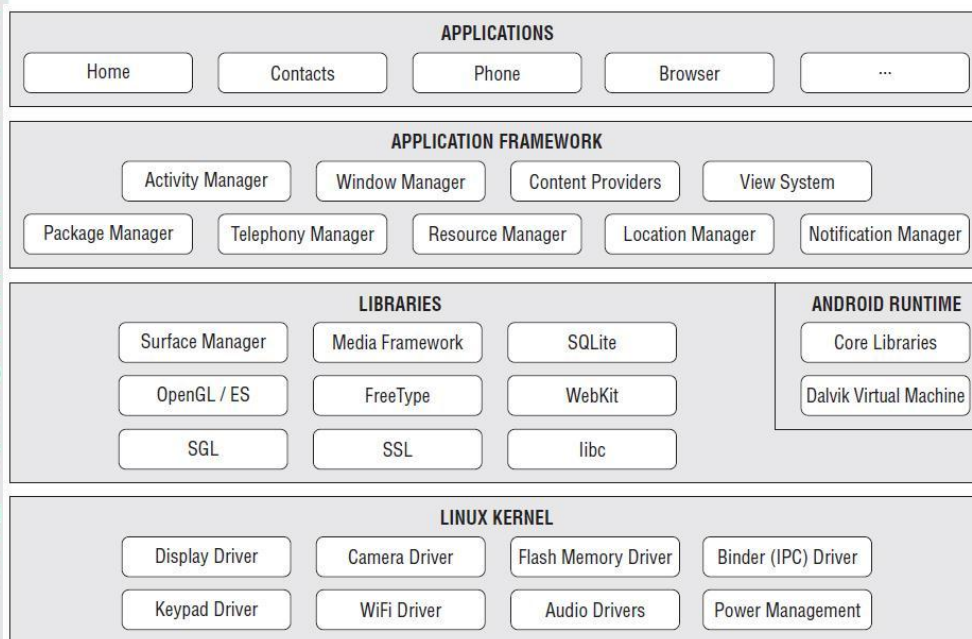 APPLICATIONS
Home Contacts Phone Browser ...
APPLICATION FRAMEWORK
Activity Manager Window Manager Content Providers View System
Package Manager Telephony Manager Resource Manager Location Manager Notification Manager
LIBRARIES ANDROID RUNTIME
Surface Manager Media Framework SQLite Core Libraries
OpenGL / ES FreeType WebKit Dalvik Virtual Machine
SGL SSL libc
LINUX KERNEL
Display Driver Camera Driver Flash Memory Driver Binder (IPC) Driver
Keypad Driver WiFi Driver Audio Drivers Power Management